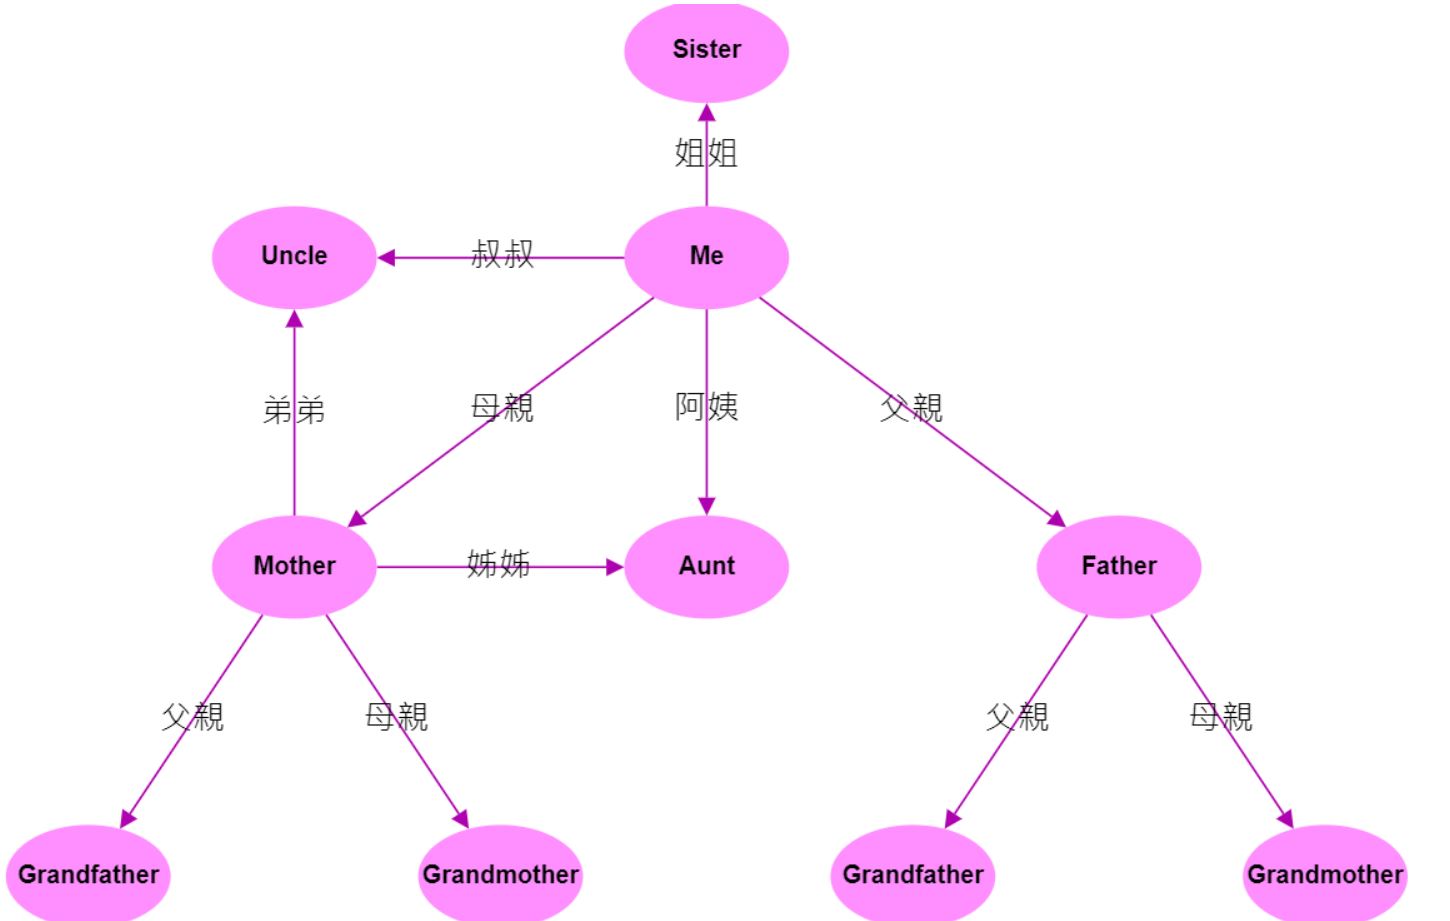 Sister
姐姐
Uncle
叔叔
Me
弟弟
母親
阿姨
父親
Mother
姊姊
Aunt
Father
父親
母親
父親
母親
Grandfather
Grandmother
Grandfather
Grandmother